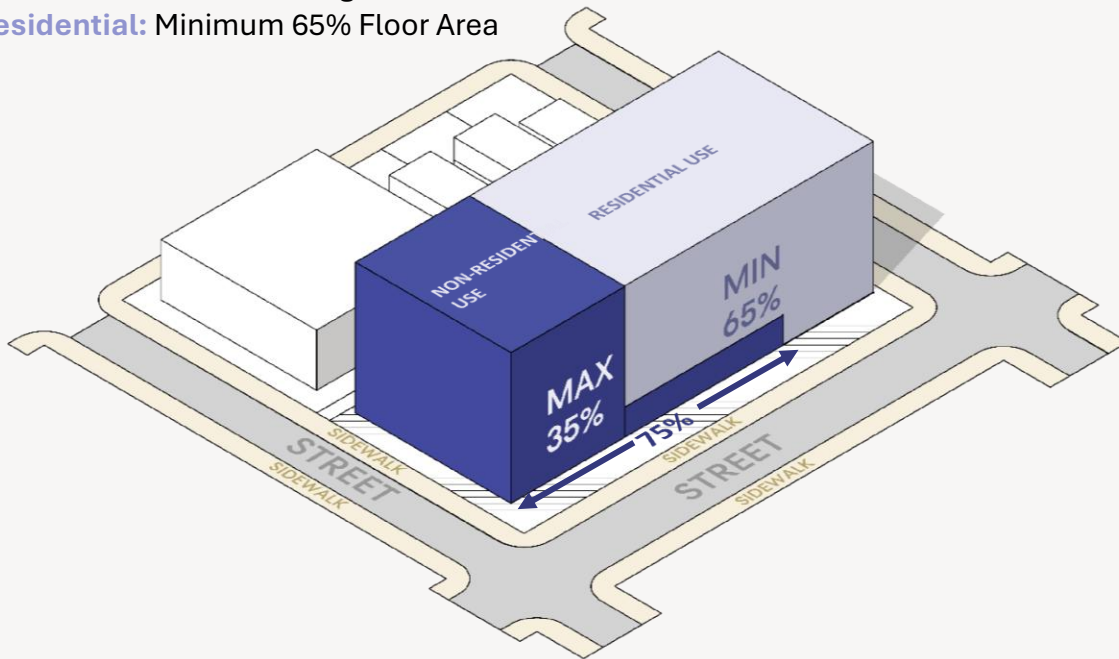 esidential: Minimum 65% Floor Area
RESIDENTIAL USE
NON-RESIDENT
USE
MIN
65%
MAX
35%
75%
SIDEWALK
STREET
SIDEWALK
SIDEWALK
STREET
SIDEWALK